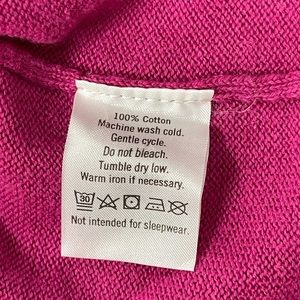 100% Cotton
Machine wash cold.
Gentle cycle.
Do not bleach.
Tumble dry low.
Warm iron if necessary.
30
Not intended for sleepwear.